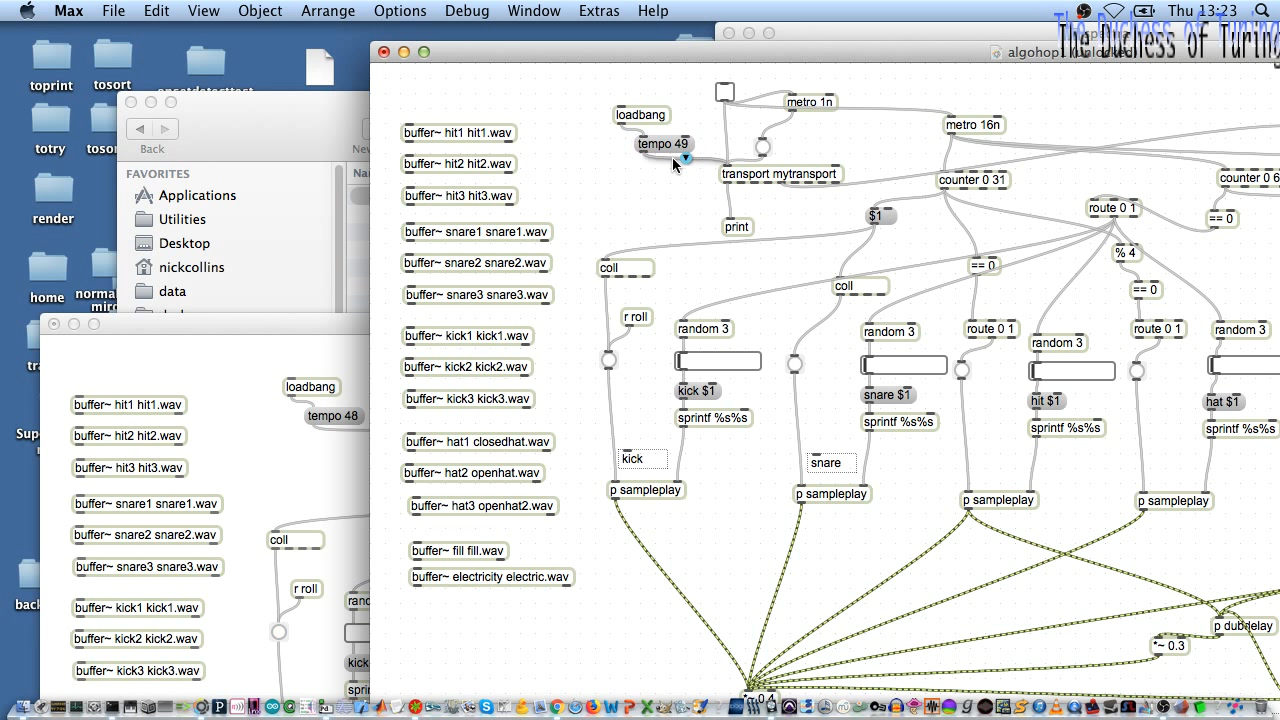 Max File Edit View Object Arrange Options Debug Window Extras Help Thu 13:23
The Duchess of Turing
toprint tosort
totry
render
home
Back
FAVORITES
Applications
Utilities
Desktop
nickcollins
data
loadbang
tempo 48
buffer~ hit1 hit1.wav
buffer~ hit2 hit2.wav
buffer~ hit3 hit3.wav
buffer~ snare1 snare1.wav
buffer~ snare2 snare2.wav
buffer~ snare3 snare3.wav
buffer~ kick1 kick1.wav
buffer~ kick2 kick2.wav
buffer~ kick3 kick3.wav
coll
r roll
algohop1
buffer~ hit1 hit1.wav
buffer~ hit2 hit2.wav
buffer~ hit3 hit3.wav
buffer~ snare1 snare1.wav
buffer~ snare2 snare2.wav
buffer~ snare3 snare3.wav
buffer~ kick1 kick1.wav
buffer~ kick2 kick2.wav
buffer~ kick3 kick3.wav
buffer~ hat1 closedhat.wav
buffer~ hat2 openhat.wav
buffer~ hat3 openhat2.wav
buffer~ fill fill.wav
buffer~ electricity electric.wav
loadbang
tempo 49
metro 1n
metro 16n
transport mytransport
counter 0 31
counter 0 6
print
$1
route 0 1
== 0
% 4
coll
coll
== 0
== 0
r roll
random 3
random 3
route 0 1
random 3
route 0 1
random 3
kick $1
snare $1
hit $1
hat $1
sprintf %s%s
sprintf %s%s
sprintf %s%s
sprintf %s%s
kick
snare
p sampleplay
p sampleplay
p sampleplay
p sampleplay
p dubdelay
*~ 0.3
*~ 0.4